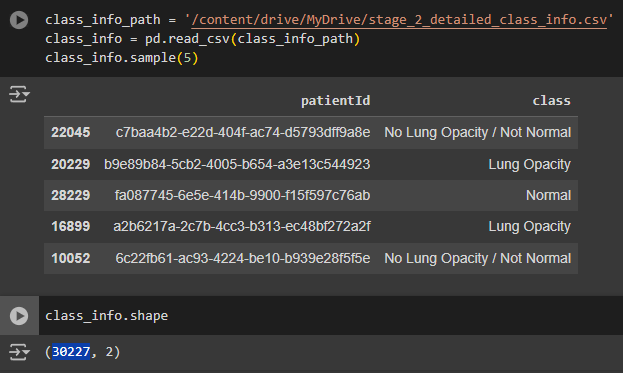 class_info_path = '/content/drive/MyDrive/stage_2_detailed_class_info.csv'
class_info = pd.read_csv(class_info_path)
class_info.sample(5)
patientId class
22045 c7baa4b2-e22d-404f-ac74-d5793dff9a8e No Lung Opacity / Not Normal
20229 b9e89b84-5cb2-4005-b654-a3e13c544923 Lung Opacity
28229 fa087745-6e5e-414b-9900-f15f597c76ab Normal
16899 a2b6217a-2c7b-4cc3-b313-ec48bf272a2f Lung Opacity
10052 6c22fb61-ac93-4224-be10-b939e28f5f5e No Lung Opacity / Not Normal
class_info.shape
(30227, 2)